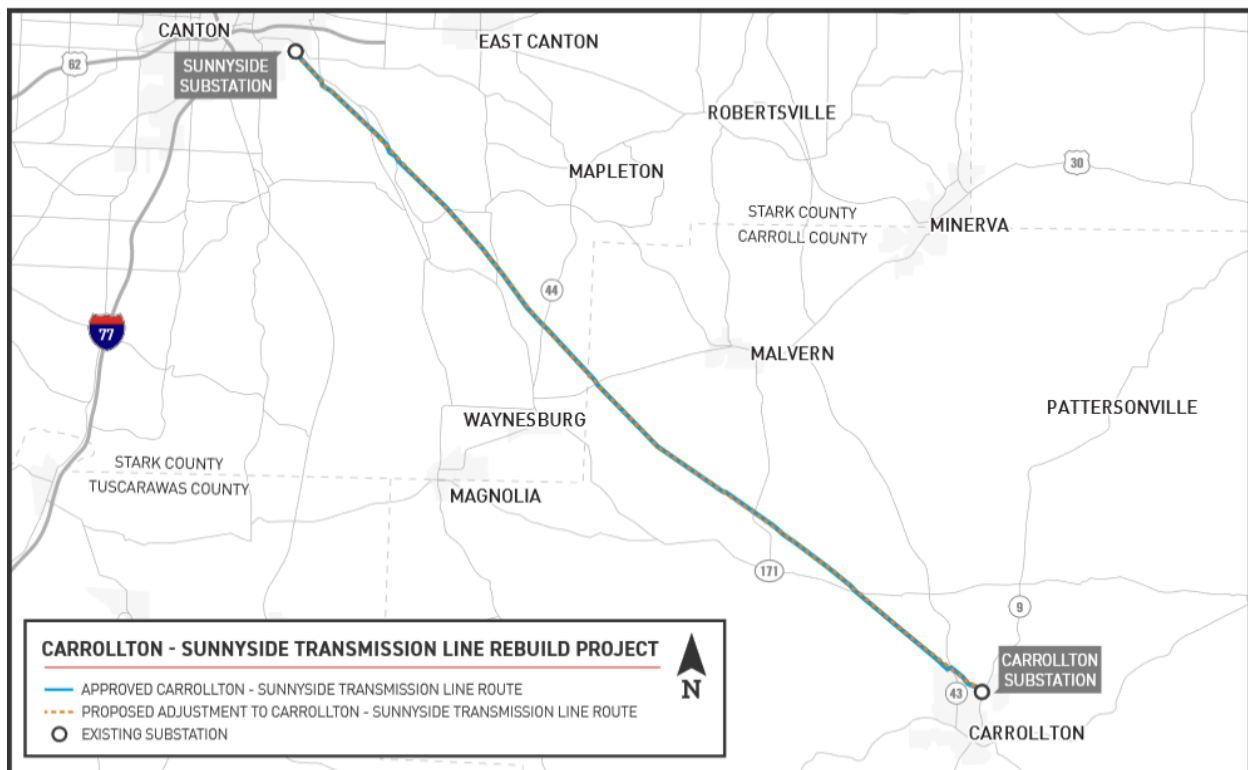 CANTON
EAST CANTON
SUNNYSIDE
SUBSTATION
62
ROBERTSVILLE
MAPLETON
30
STARK COUNTY
CARROLL COUNTY
MINERVA
44
77
MALVERN
PATTERSONVILLE
WAYNESBURG
STARK COUNTY
TUSCARAWAS COUNTY
MAGNOLIA
171
9
CARROLLTON - SUNNYSIDE TRANSMISSION LINE REBUILD PROJECT
N
APPROVED CARROLLTON - SUNNYSIDE TRANSMISSION LINE ROUTE
PROPOSED ADJUSTMENT TO CARROLLTON - SUNNYSIDE TRANSMISSION LINE ROUTE
EXISTING SUBSTATION
CARROLLTON
SUBSTATION
43
CARROLLTON